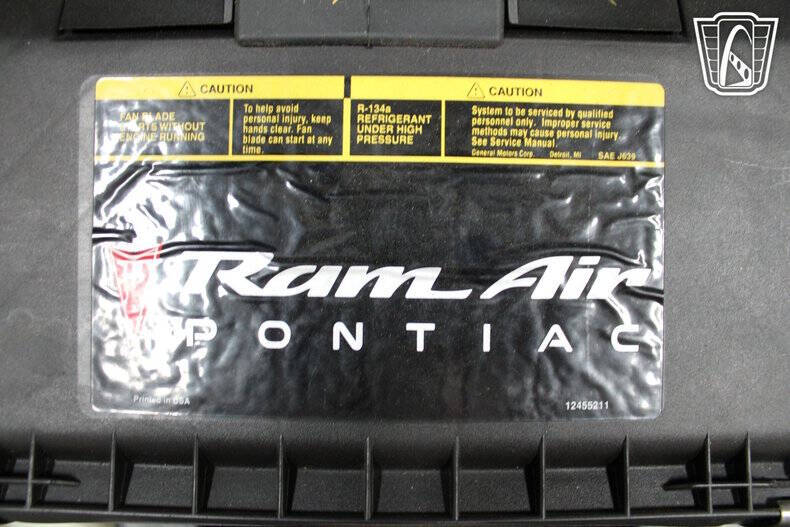 CAUTION
FAN BLADE
STARTS WITHOUT
ENGINE RUNNING
To help avoid
personal injury, keep
hands clear. Fan
blade can start at any
time.
CAUTION
R-134a
REFRIGERANT
UNDER HIGH
PRESSURE
System to be serviced by qualified
personnel only. Improper service
methods may cause personal injury.
See Service Manual.
General Motors Corp. Detroit, MI SAE J639
Ram Air
PONTIAC
Printed in USA
12455211